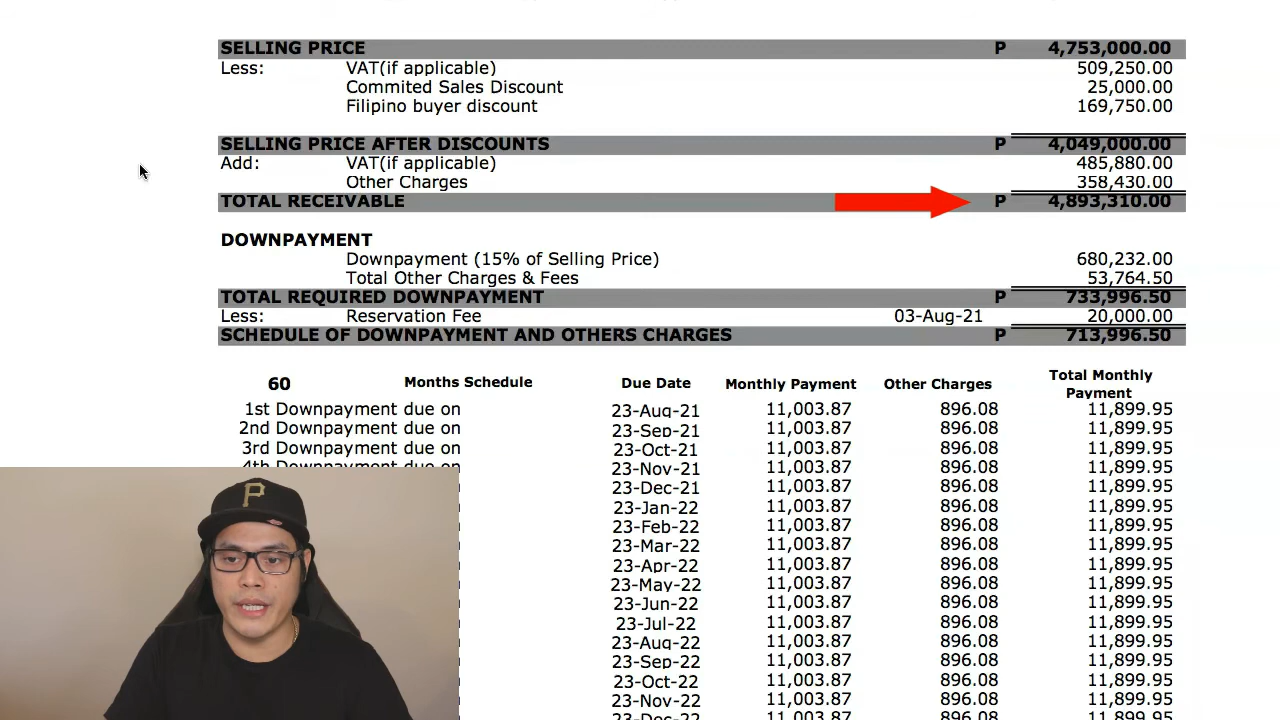 SELLING PRICE P 4,753,000.00
Less: VAT(if applicable) 509,250.00
Commited Sales Discount 25,000.00
Filipino buyer discount 169,750.00
SELLING PRICE AFTER DISCOUNTS P 4,049,000.00
Add: VAT(if applicable) 485,880.00
Other Charges 358,430.00
TOTAL RECEIVABLE P 4,893,310.00
DOWNPAYMENT
Downpayment (15% of Selling Price) 680,232.00
Total Other Charges & Fees 53,764.50
TOTAL REQUIRED DOWNPAYMENT P 733,996.50
Less: Reservation Fee 03-Aug-21 20,000.00
SCHEDULE OF DOWNPAYMENT AND OTHERS CHARGES P 713,996.50
60 Months Schedule Due Date Monthly Payment Other Charges Total Monthly Payment
1st Downpayment due on 23-Aug-21 11,003.87 896.08 11,899.95
2nd Downpayment due on 23-Sep-21 11,003.87 896.08 11,899.95
3rd Downpayment due on 23-Oct-21 11,003.87 896.08 11,899.95
4th Downpayment due on 23-Nov-21 11,003.87 896.08 11,899.95
23-Dec-21 11,003.87 896.08 11,899.95
23-Jan-22 11,003.87 896.08 11,899.95
23-Feb-22 11,003.87 896.08 11,899.95
23-Mar-22 11,003.87 896.08 11,899.95
23-Apr-22 11,003.87 896.08 11,899.95
23-May-22 11,003.87 896.08 11,899.95
23-Jun-22 11,003.87 896.08 11,899.95
23-Jul-22 11,003.87 896.08 11,899.95
23-Aug-22 11,003.87 896.08 11,899.95
23-Sep-22 11,003.87 896.08 11,899.95
23-Oct-22 11,003.87 896.08 11,899.95
23-Nov-22 11,003.87 896.08 11,899.95
23-Dec-22 11,003.87 896.08 11,899.95
P